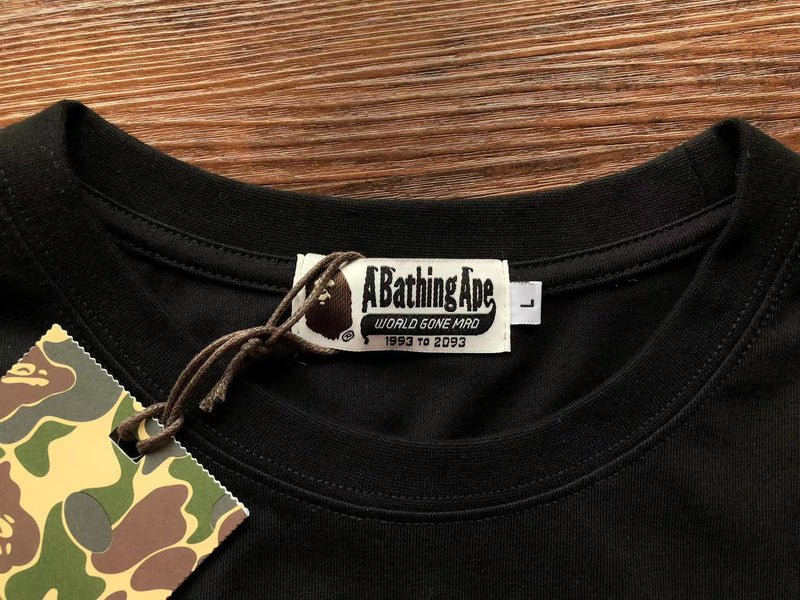 A Bathing Ape
®
WORLD GONE MAD
1993 TO 2093
L